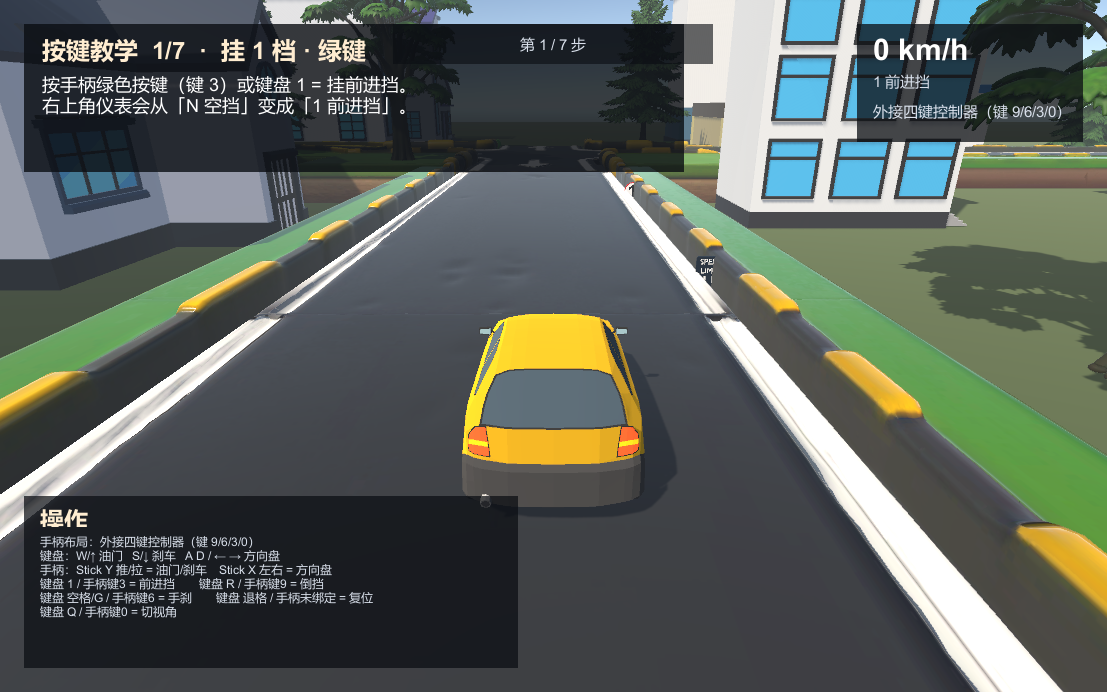 按键教学 1/7 · 挂 1 档 · 绿键
按手柄绿色按键（键 3）或键盘 1 = 挂前进挡。
右上角仪表会从「N 空挡」变成「1 前进挡」。
第 1 / 7 步
0 km/h
1 前进挡
外接四键控制器（键 9/6/3/0）
SPE
LIM
操作
手柄布局：外接四键控制器（键 9/6/3/0）
键盘：W/↑ 油门 S/↓ 刹车 A D / ← → 方向盘
手柄：Stick Y 推/拉 = 油门/刹车 Stick X 左右 = 方向盘
键盘 1 / 手柄键3 = 前进挡 键盘 R / 手柄键9 = 倒挡
键盘 空格/G / 手柄键6 = 手刹 键盘 退格 / 手柄未绑定 = 复位
键盘 Q / 手柄键0 = 切视角